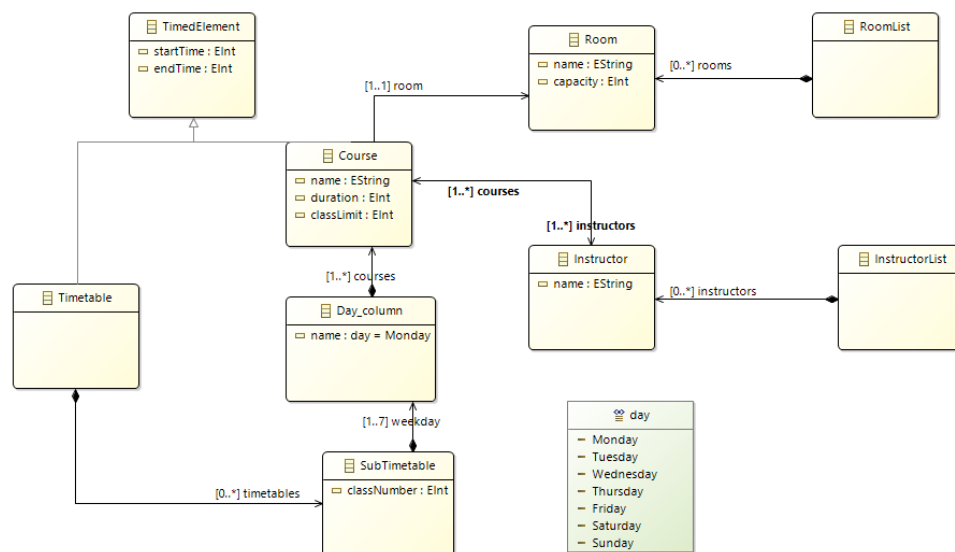 TimedElement
startTime : EInt
endTime : EInt
Room
name : EString
capacity : EInt
RoomList
[0..*] rooms
[1..1] room
Course
name : EString
duration : EInt
classLimit : EInt
[1..*] courses
[1..*] instructors
Instructor
name : EString
InstructorList
[0..*] instructors
[1..*] courses
Timetable
Day_column
name : day = Monday
[1..7] weekday
SubTimetable
classNumber : EInt
[0..*] timetables
day
Monday
Tuesday
Wednesday
Thursday
Friday
Saturday
Sunday